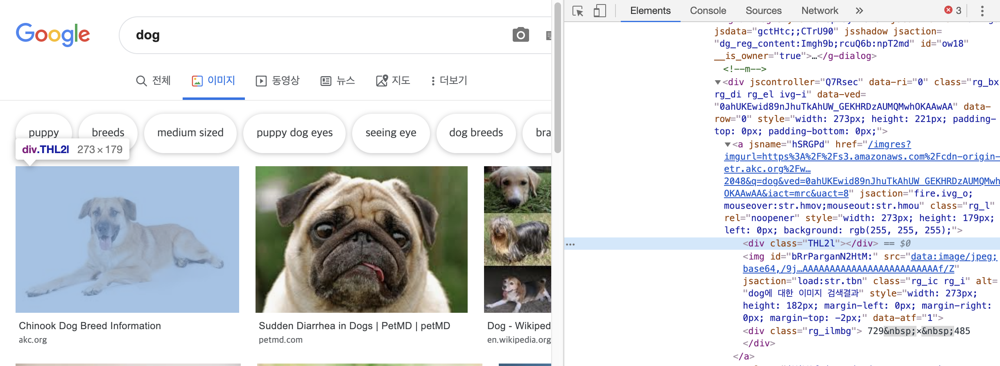 Google
dog
전체
이미지
동영상
뉴스
지도
더보기
puppy
breeds
medium sized
puppy dog eyes
seeing eye
dog breeds
bra
div.THL2l 273 × 179
Chinook Dog Breed Information
akc.org
Sudden Diarrhea in Dogs | PetMD | petMD
petmd.com
Dog - Wikiped
en.wikipedia.org
Elements Console Sources Network » 3
jsdata="gctHtc;;CTrU90" jsshadow jsaction=
"dg_reg_content:Imgh9b;rcuQ6b:npT2md" id="ow18"
__is_owner="true">…</g-dialog>
<!--m-->
▼<div jscontroller="Q7Rsec" data-ri="0" class="rg_bx
rg_di rg_el ivg-i" data-ved=
"0ahUKEwid89nJhuTkAhUW_GEKHRDzAUMQMwhOKAAwAA" data-
row="0" style="width: 273px; height: 221px; padding-
top: 0px; padding-bottom: 0px;">
▼<a jsname="hSRGPd" href="/imgres?
imgurl=https%3A%2F%2Fs3.amazonaws.com%2Fcdn-origin-
etr.akc.org%2Fw…
2048&q=dog&ved=0ahUKEwid89nJhuTkAhUW_GEKHRDzAUMQMwh
OKAAwAA&iact=mrc&uact=8" jsaction="fire.ivg_o;
mouseover:str.hmov;mouseout:str.hmou" class="rg_l"
rel="noopener" style="width: 273px; height: 179px;
left: 0px; background: rgb(255, 255, 255);">
… <div class="THL2l"></div> == $0
<img id="bRrParganN2HtM:" src="data:image/jpeg;
base64,/9j…AAAAAAAAAAAAAAAAAAAAAAAAAf/Z"
jsaction="load:str.tbn" class="rg_ic rg_i" alt=
"dog에 대한 이미지 검색결과" style="width: 273px;
height: 182px; margin-left: 0px; margin-right:
0px; margin-top: -2px;" data-atf="1">
<div class="rg_ilmbg"> 729&nbsp;×&nbsp;485
</div>
</a>